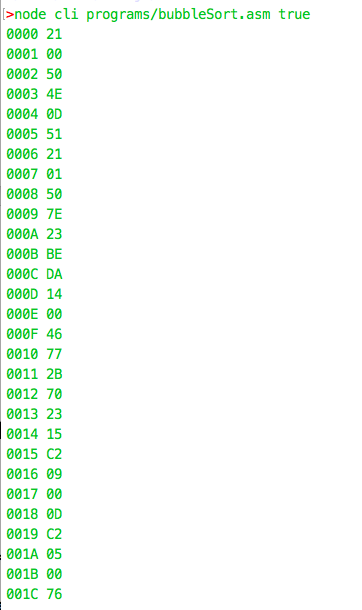 [>node cli programs/bubbleSort.asm true
0000 21
0001 00
0002 50
0003 4E
0004 0D
0005 51
0006 21
0007 01
0008 50
0009 7E
000A 23
000B BE
000C DA
000D 14
000E 00
000F 46
0010 77
0011 2B
0012 70
0013 23
0014 15
0015 C2
0016 09
0017 00
0018 0D
0019 C2
001A 05
001B 00
001C 76